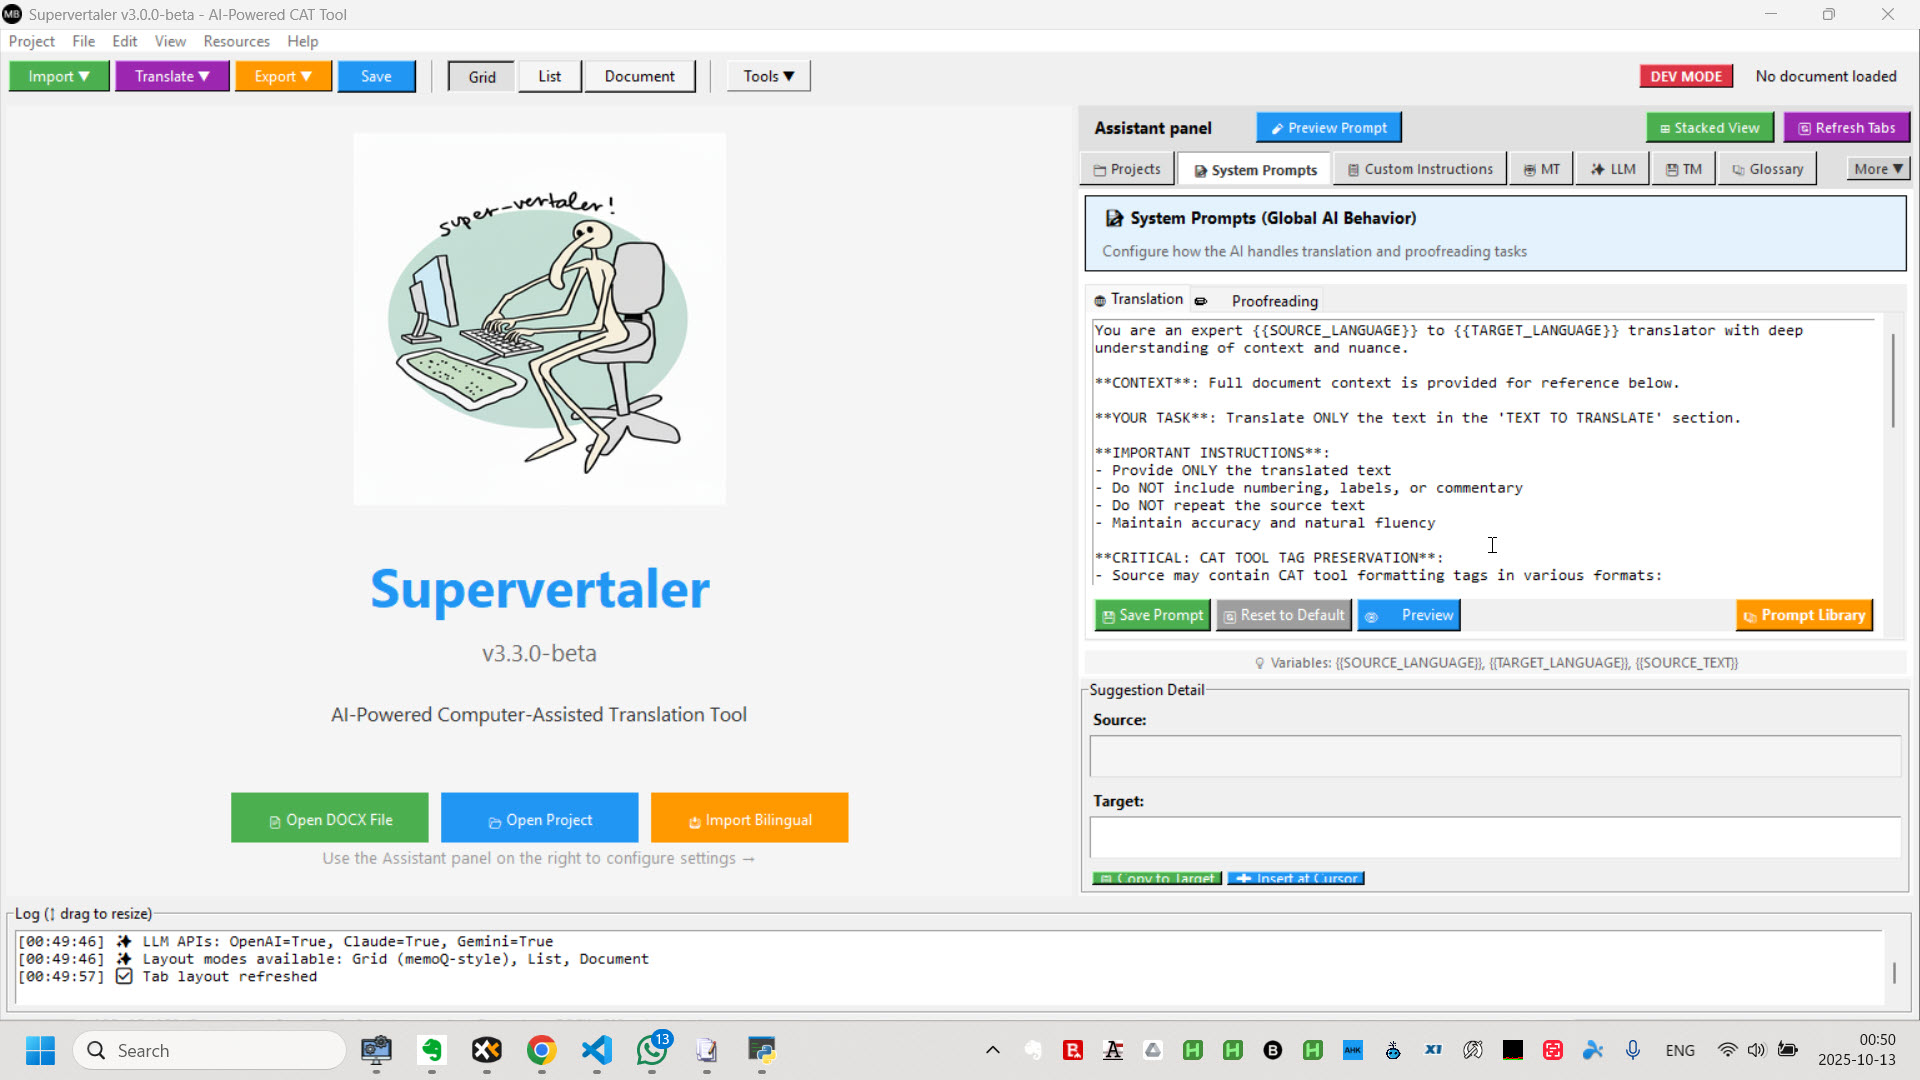 Supervertaler v3.0.0-beta - AI-Powered CAT Tool
Project File Edit View Resources Help
Import ▼ Translate ▼ Export ▼ Save Grid List Document Tools ▼ DEV MODE No document loaded
super-vertaler!
Supervertaler
v3.3.0-beta
AI-Powered Computer-Assisted Translation Tool
Open DOCX File Open Project Import Bilingual
Use the Assistant panel on the right to configure settings →
Assistant panel Preview Prompt Stacked View Refresh Tabs
Projects System Prompts Custom Instructions MT LLM TM Glossary More ▼
System Prompts (Global AI Behavior)
Configure how the AI handles translation and proofreading tasks
Translation Proofreading
You are an expert {{SOURCE_LANGUAGE}} to {{TARGET_LANGUAGE}} translator with deep
understanding of context and nuance.
**CONTEXT**: Full document context is provided for reference below.
**YOUR TASK**: Translate ONLY the text in the 'TEXT TO TRANSLATE' section.
**IMPORTANT INSTRUCTIONS**:
- Provide ONLY the translated text
- Do NOT include numbering, labels, or commentary
- Do NOT repeat the source text
- Maintain accuracy and natural fluency
**CRITICAL: CAT TOOL TAG PRESERVATION**:
- Source may contain CAT tool formatting tags in various formats:
Save Prompt Reset to Default Preview Prompt Library
Variables: {{SOURCE_LANGUAGE}}, {{TARGET_LANGUAGE}}, {{SOURCE_TEXT}}
Suggestion Detail
Source:
Target:
Copy to Target Insert at Cursor
Log (↕ drag to resize)
[00:49:46] LLM APIs: OpenAI=True, Claude=True, Gemini=True
[00:49:46] Layout modes available: Grid (memoQ-style), List, Document
[00:49:57] Tab layout refreshed
Search 13 AHK XI ENG 00:50
2025-10-13